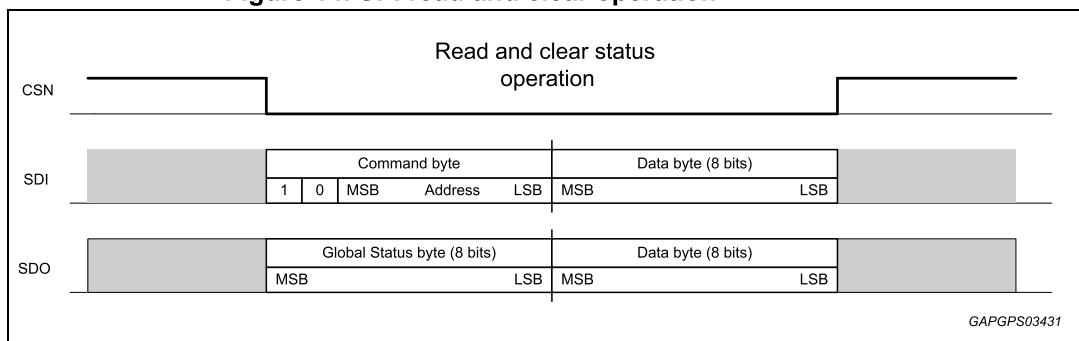 Read and clear status
operation
CSN
Command byte Data byte (8 bits)
SDI
1 0 MSB Address LSB MSB LSB
Global Status byte (8 bits) Data byte (8 bits)
SDO
MSB LSB MSB LSB
GAPGPS03431